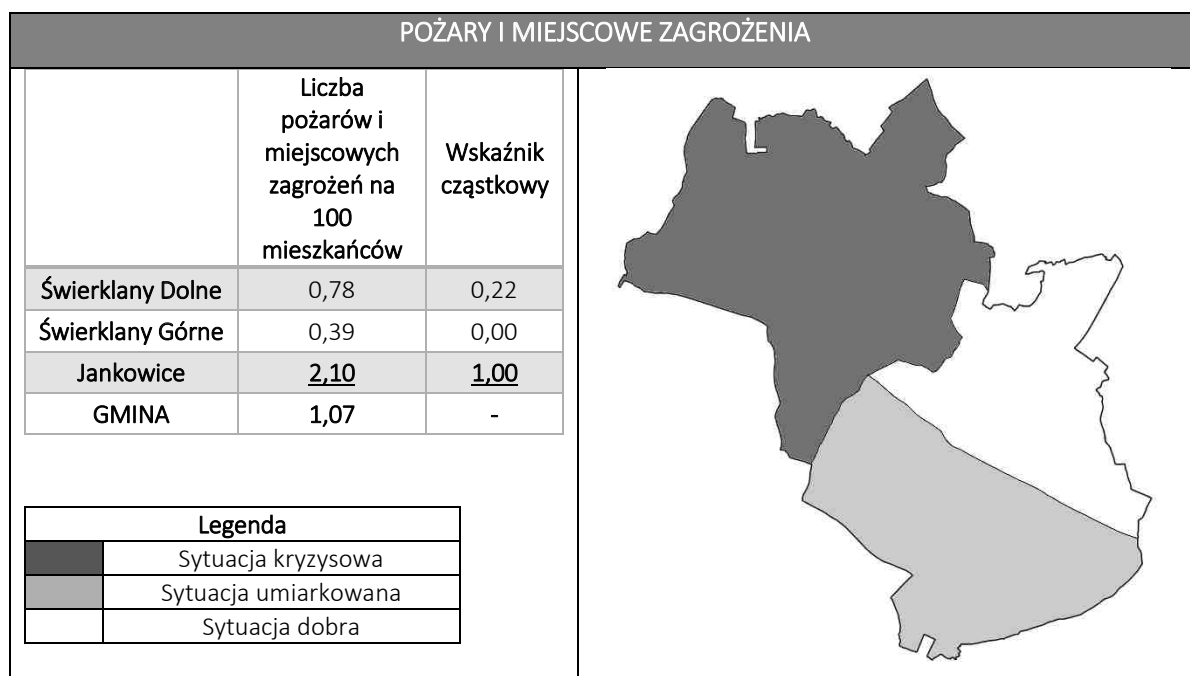 POŻARY I MIEJSCOWE ZAGROŻENIA
Liczba
pożarów i
miejscowych
zagrożeń na
100
mieszkańców
Wskaźnik
cząstkowy
Świerklany Dolne 0,78 0,22
Świerklany Górne 0,39 0,00
Jankowice 2,10 1,00
GMINA 1,07 -
Legenda
Sytuacja kryzysowa
Sytuacja umiarkowana
Sytuacja dobra